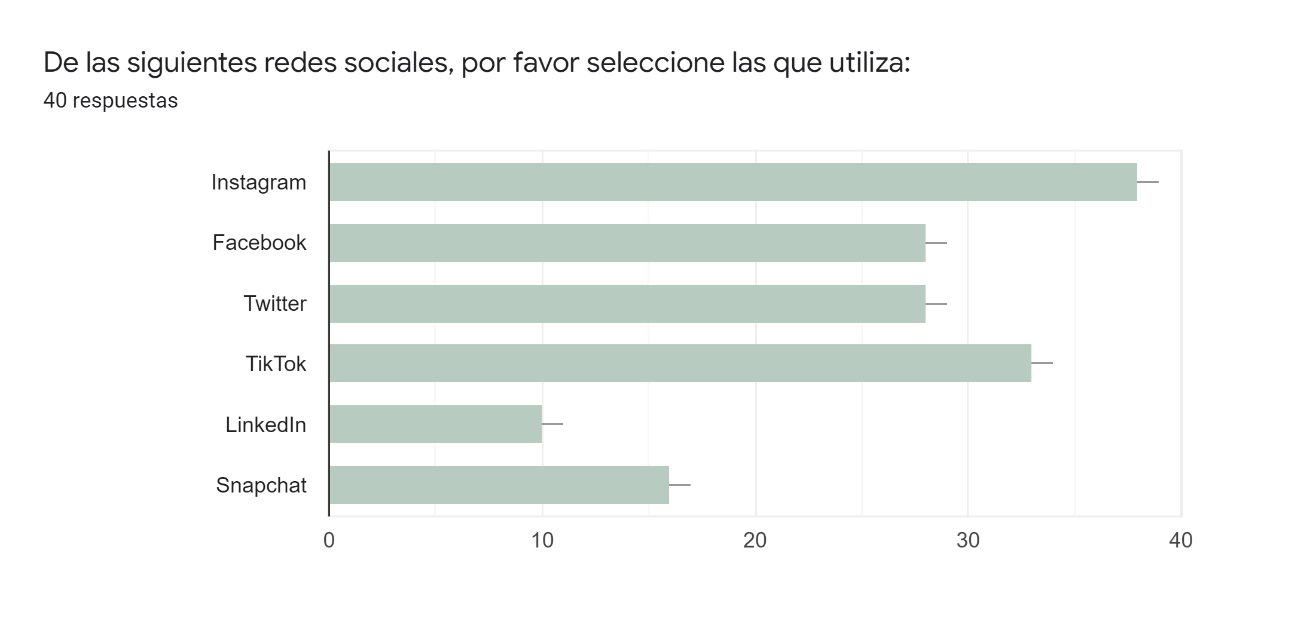 De las siguientes redes sociales, por favor seleccione las que utiliza:
40 respuestas
Instagram
Facebook
Twitter
TikTok
LinkedIn
Snapchat
0 10 20 30 40